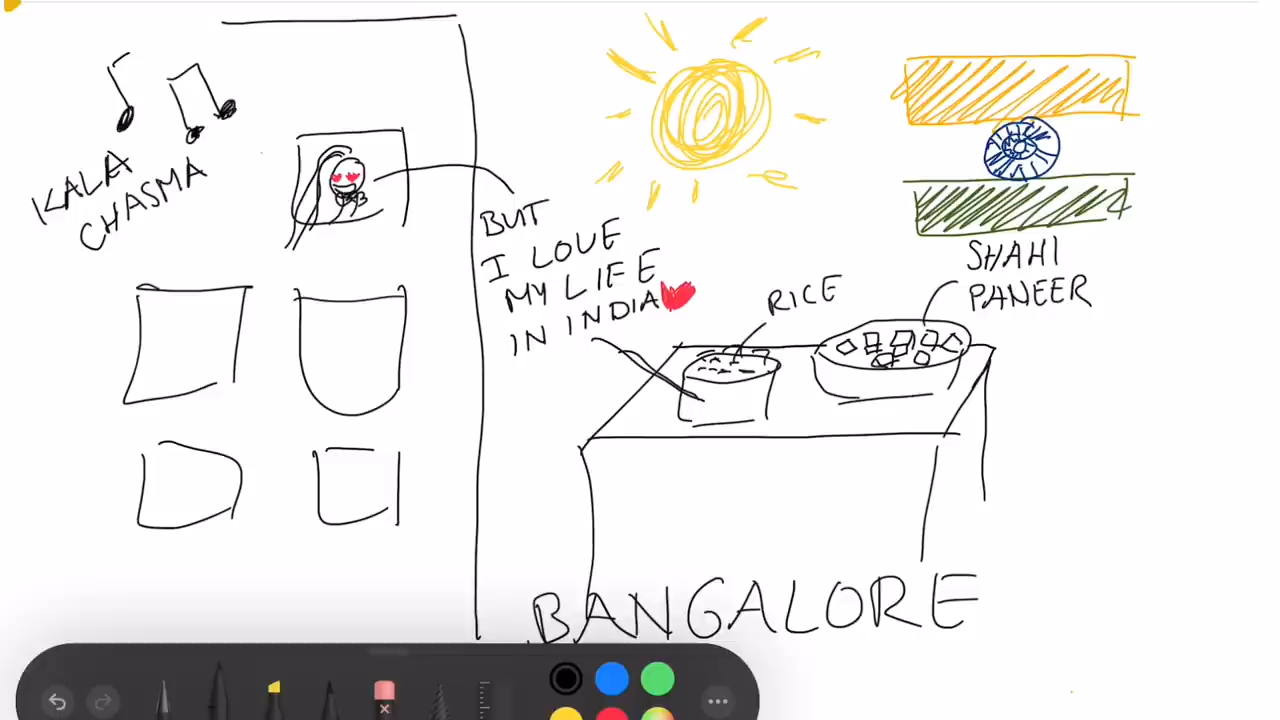 KALA
CHASMA
BUT
I LOVE
MY LIFE
IN INDIA
RICE
SHAHI
PANEER
BANGALORE